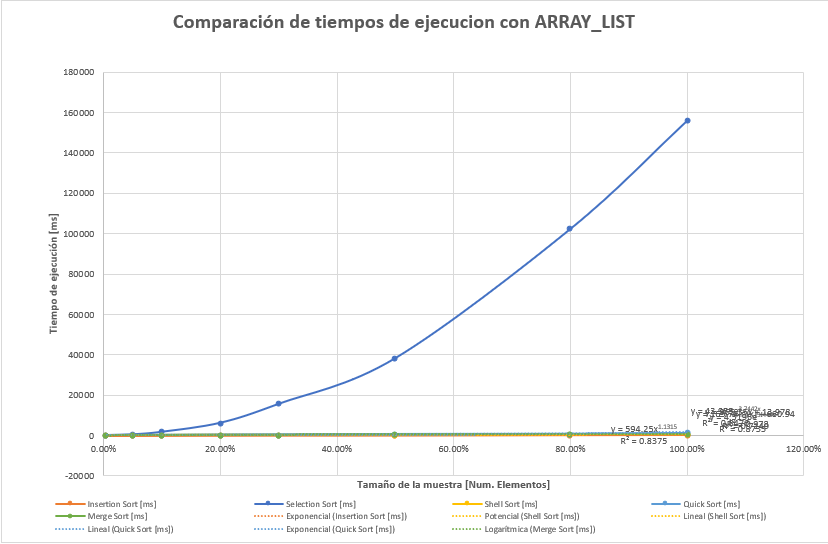 Comparación de tiempos de ejecucion con ARRAY_LIST
180000
160000
140000
120000
100000
80000
60000
40000
20000
0
-20000
Tiempo de ejecución [ms]
y = 594.25x^1.1315
R² = 0.8375
0.00% 20.00% 40.00% 60.00% 80.00% 100.00% 120.00%
Tamaño de la muestra [Num. Elementos]
Insertion Sort [ms] Selection Sort [ms] Shell Sort [ms] Quick Sort [ms]
Merge Sort [ms] Exponencial (Insertion Sort [ms]) Potencial (Shell Sort [ms]) Lineal (Shell Sort [ms])
Lineal (Quick Sort [ms]) Exponencial (Quick Sort [ms]) Logarítmica (Merge Sort [ms])